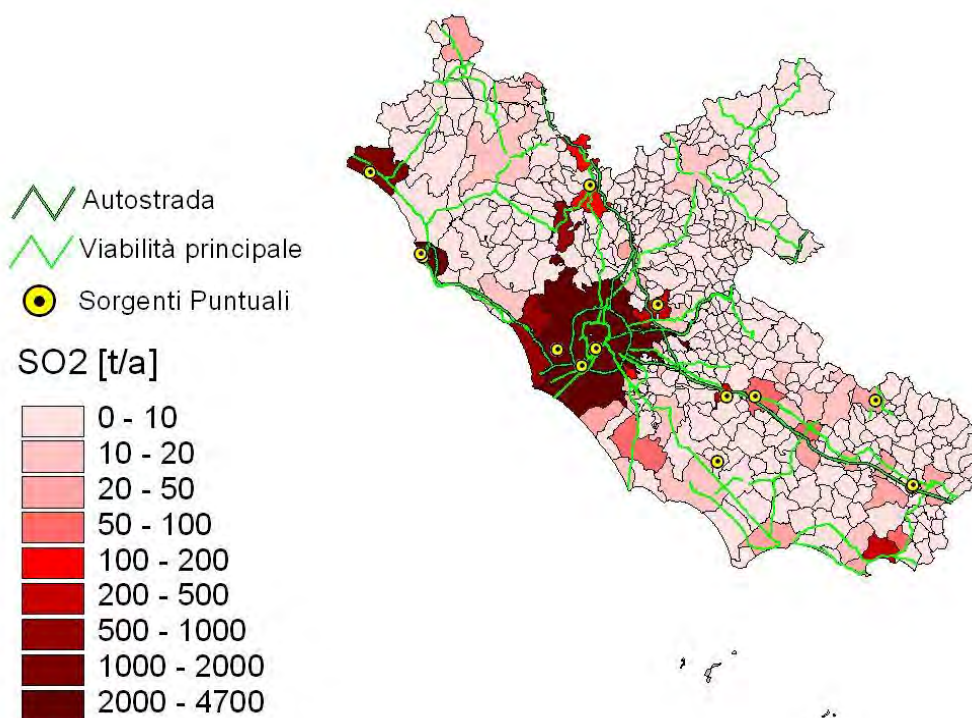 Autostrada
Viabilità principale
Sorgenti Puntuali
SO2 [t/a]
0 - 10
10 - 20
20 - 50
50 - 100
100 - 200
200 - 500
500 - 1000
1000 - 2000
2000 - 4700